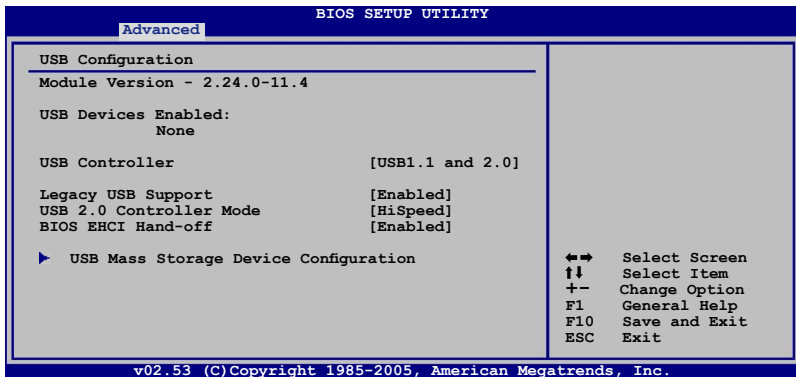 BIOS SETUP UTILITY
Advanced
USB Configuration
Module Version - 2.24.0-11.4
USB Devices Enabled:
None
USB Controller [USB1.1 and 2.0]
Legacy USB Support [Enabled]
USB 2.0 Controller Mode [HiSpeed]
BIOS EHCI Hand-off [Enabled]
USB Mass Storage Device Configuration
←→ Select Screen
↑↓ Select Item
+- Change Option
F1 General Help
F10 Save and Exit
ESC Exit
v02.53 (C)Copyright 1985-2005, American Megatrends, Inc.